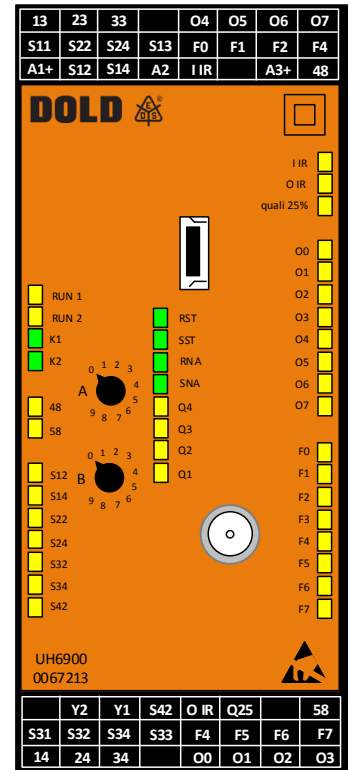 13 23 33 O4 O5 O6 O7
S11 S22 S24 S13 F0 F1 F2 F4
A1+ S12 S14 A2 I IR A3+ 48
DOLD E DS ®
I IR
O IR
quali 25%
O0
O1
RUN 1 O2
RUN 2 RST O3
K1 SST O4
K2 RNA O5
0 1 2 3 4 5 6 7 8 9
A
SNA O6
48 Q4 O7
58 Q3
Q2 F0
0 1 2 3 4 5 6 7 8 9
B
S12 Q1 F1
S14 F2
S22 F3
S24 F4
S32 F5
S34 F6
S42 F7
UH6900
0067213
Y2 Y1 S42 O IR Q25 58
S31 S32 S34 S33 F4 F5 F6 F7
14 24 34 O0 O1 O2 O3